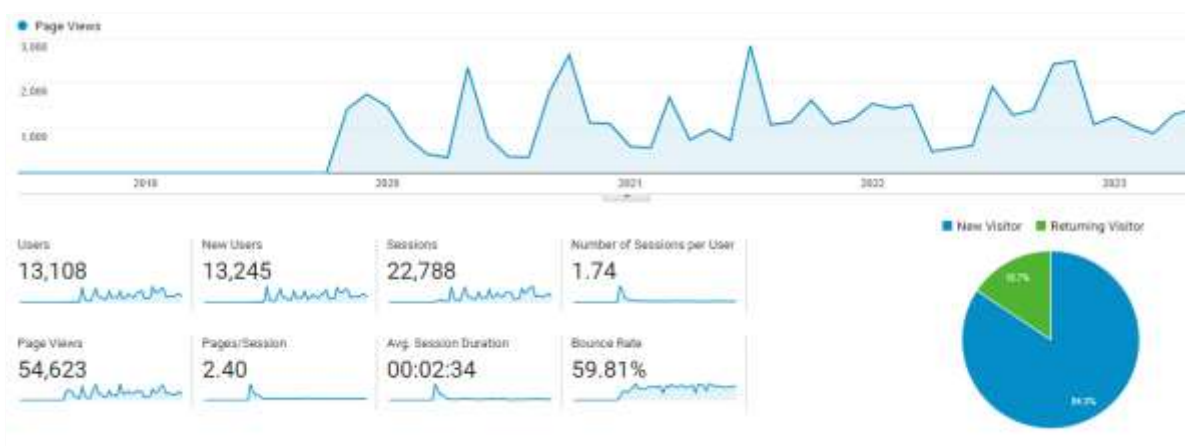 Page Views
3,000
2,000
1,000
2019
2020
2021
2022
2023
New Visitor Returning Visitor
Users New Users Sessions Number of Sessions per User
13,108 13,245 22,788 1.74
Page Views Pages/Session Avg. Session Duration Bounce Rate
54,623 2.40 00:02:34 59.81%
84.3%